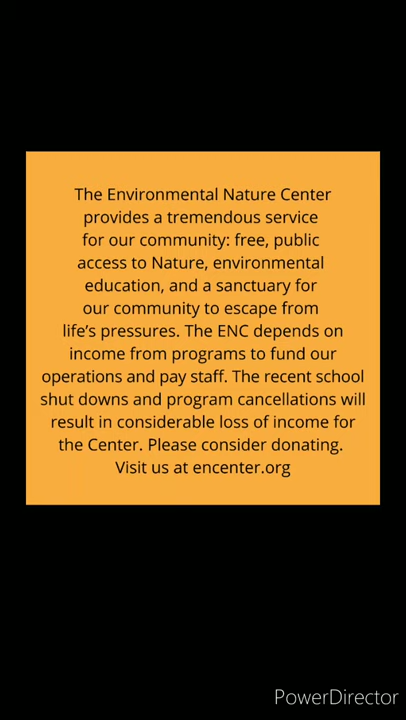 The Environmental Nature Center
provides a tremendous service
for our community: free, public
access to Nature, environmental
education, and a sanctuary for
our community to escape from
life’s pressures. The ENC depends on
income from programs to fund our
operations and pay staff. The recent school
shut downs and program cancellations will
result in considerable loss of income for
the Center. Please consider donating.
Visit us at encenter.org
PowerDirector